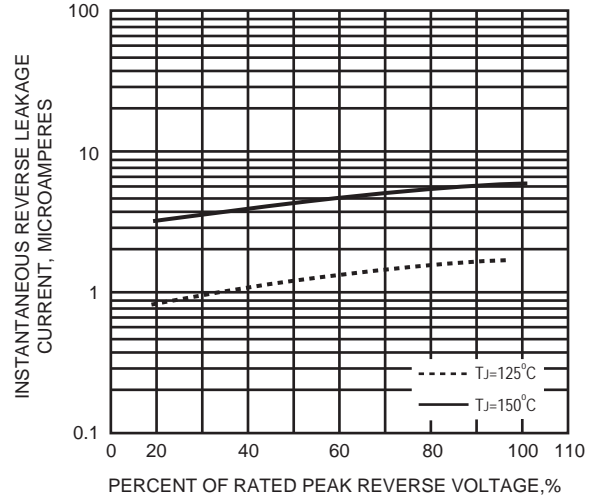 INSTANTANEOUS REVERSE LEAKAGE
CURRENT, MICROAMPERES
100
10
1
0.1
TJ=125°C
TJ=150°C
0 20 40 60 80 100 110
PERCENT OF RATED PEAK REVERSE VOLTAGE,%